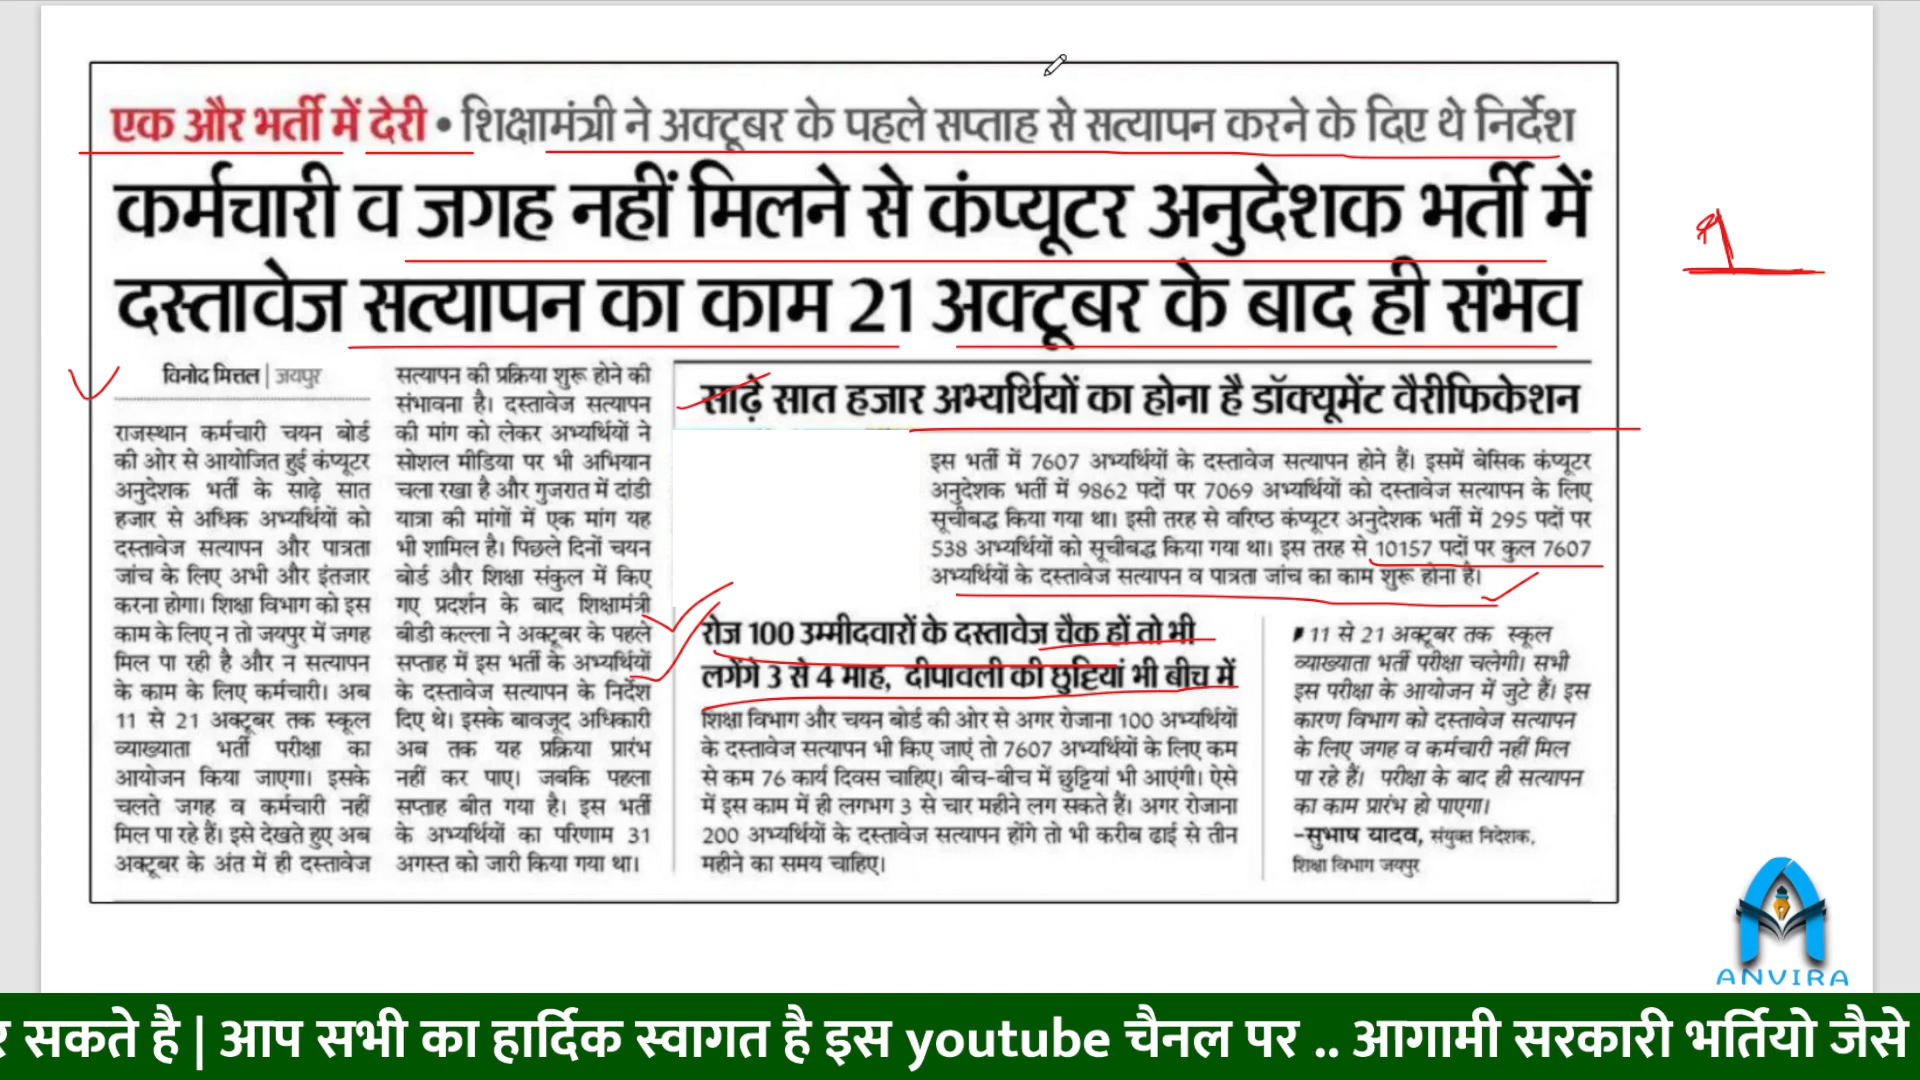 एक और भर्ती में देरी • शिक्षामंत्री ने अक्टूबर के पहले सप्ताह से सत्यापन करने के दिए थे निर्देश
कर्मचारी व जगह नहीं मिलने से कंप्यूटर अनुदेशक भर्ती में
दस्तावेज सत्यापन का काम 21 अक्टूबर के बाद ही संभव
विनोद मित्तल | जयपुर
राजस्थान कर्मचारी चयन बोर्ड
की ओर से आयोजित हुई कंप्यूटर
अनुदेशक भर्ती के साढ़े सात
हजार से अधिक अभ्यर्थियों को
दस्तावेज सत्यापन और पात्रता
जांच के लिए अभी और इंतजार
करना होगा। शिक्षा विभाग को इस
काम के लिए न तो जयपुर में जगह
मिल पा रही है और न सत्यापन
के काम के लिए कर्मचारी। अब
11 से 21 अक्टूबर तक स्कूल
व्याख्याता भर्ती परीक्षा का
आयोजन किया जाएगा। इसके
चलते जगह व कर्मचारी नहीं
मिल पा रहे हैं। इसे देखते हुए अब
अक्टूबर के अंत में ही दस्तावेज
सत्यापन की प्रक्रिया शुरू होने की
संभावना है। दस्तावेज सत्यापन
की मांग को लेकर अभ्यर्थियों ने
सोशल मीडिया पर भी अभियान
चला रखा है और गुजरात में दांडी
यात्रा की मांगों में एक मांग यह
भी शामिल है। पिछले दिनों चयन
बोर्ड और शिक्षा संकुल में किए
गए प्रदर्शन के बाद शिक्षामंत्री
बीडी कल्ला ने अक्टूबर के पहले
सप्ताह में इस भर्ती के अभ्यर्थियों
के दस्तावेज सत्यापन के निर्देश
दिए थे। इसके बावजूद अधिकारी
अब तक यह प्रक्रिया प्रारंभ
नहीं कर पाए। जबकि पहला
सप्ताह बीत गया है। इस भर्ती
के अभ्यर्थियों का परिणाम 31
अगस्त को जारी किया गया था।
साढ़े सात हजार अभ्यर्थियों का होना है डॉक्यूमेंट वैरीफिकेशन
इस भर्ती में 7607 अभ्यर्थियों के दस्तावेज सत्यापन होने हैं। इसमें बेसिक कंप्यूटर
अनुदेशक भर्ती में 9862 पदों पर 7069 अभ्यर्थियों को दस्तावेज सत्यापन के लिए
सूचीबद्ध किया गया था। इसी तरह से वरिष्ठ कंप्यूटर अनुदेशक भर्ती में 295 पदों पर
538 अभ्यर्थियों को सूचीबद्ध किया गया था। इस तरह से 10157 पदों पर कुल 7607
अभ्यर्थियों के दस्तावेज सत्यापन व पात्रता जांच का काम शुरू होना है।
रोज 100 उम्मीदवारों के दस्तावेज चैक हों तो भी
लगेंगे 3 से 4 माह, दीपावली की छुट्टियां भी बीच में
शिक्षा विभाग और चयन बोर्ड की ओर से अगर रोजाना 100 अभ्यर्थियों
के दस्तावेज सत्यापन भी किए जाएं तो 7607 अभ्यर्थियों के लिए कम
से कम 76 कार्य दिवस चाहिए। बीच-बीच में छुट्टियां भी आएंगी। ऐसे
में इस काम में ही लगभग 3 से चार महीने लग सकते हैं। अगर रोजाना
200 अभ्यर्थियों के दस्तावेज सत्यापन होंगे तो भी करीब ढाई से तीन
महीने का समय चाहिए।
11 से 21 अक्टूबर तक स्कूल
व्याख्याता भर्ती परीक्षा चलेगी। सभी
इस परीक्षा के आयोजन में जुटे हैं। इस
कारण विभाग को दस्तावेज सत्यापन
के लिए जगह व कर्मचारी नहीं मिल
पा रहे हैं। परीक्षा के बाद ही सत्यापन
का काम प्रारंभ हो पाएगा।
-सुभाष यादव, संयुक्त निदेशक,
शिक्षा विभाग जयपुर
ANVIRA
सकते है | आप सभी का हार्दिक स्वागत है इस youtube चैनल पर .. आगामी सरकारी भर्तियो जैसे